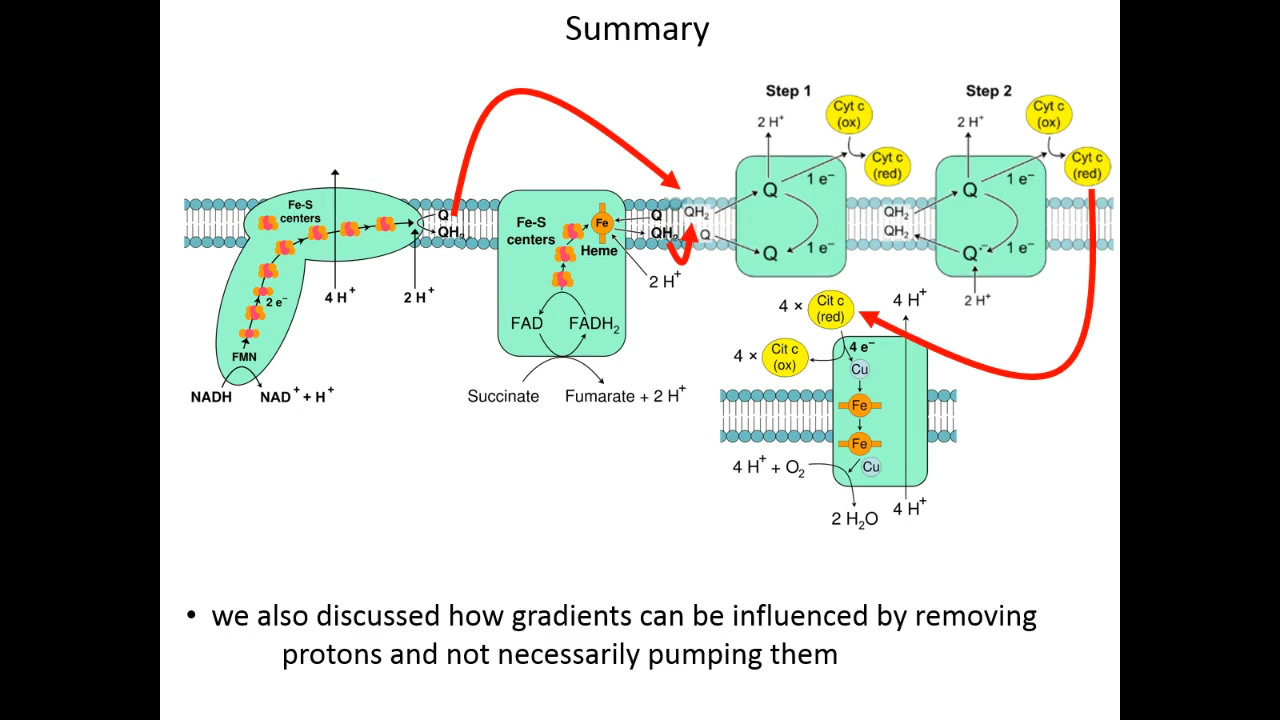 Summary
Fe-S
centers
2 e⁻
FMN
NADH
NAD⁺ + H⁺
4 H⁺
2 H⁺
Q
QH₂
Fe-S
centers
Fe
Heme
Q
QH₂
2 H⁺
FAD
FADH₂
Succinate
Fumarate + 2 H⁺
Step 1
2 H⁺
Cyt c
(ox)
Cyt c
(red)
Q
1 e⁻
QH₂
Q
Q
1 e⁻
Step 2
2 H⁺
Cyt c
(ox)
Cyt c
(red)
Q
1 e⁻
QH₂
QH₂
Q·⁻
1 e⁻
2 H⁺
4 × Cit c
(red)
4 H⁺
4 × Cit c
(ox)
4 e⁻
Cu
Fe
Fe
Cu
4 H⁺ + O₂
2 H₂O
4 H⁺
• we also discussed how gradients can be influenced by removing
protons and not necessarily pumping them